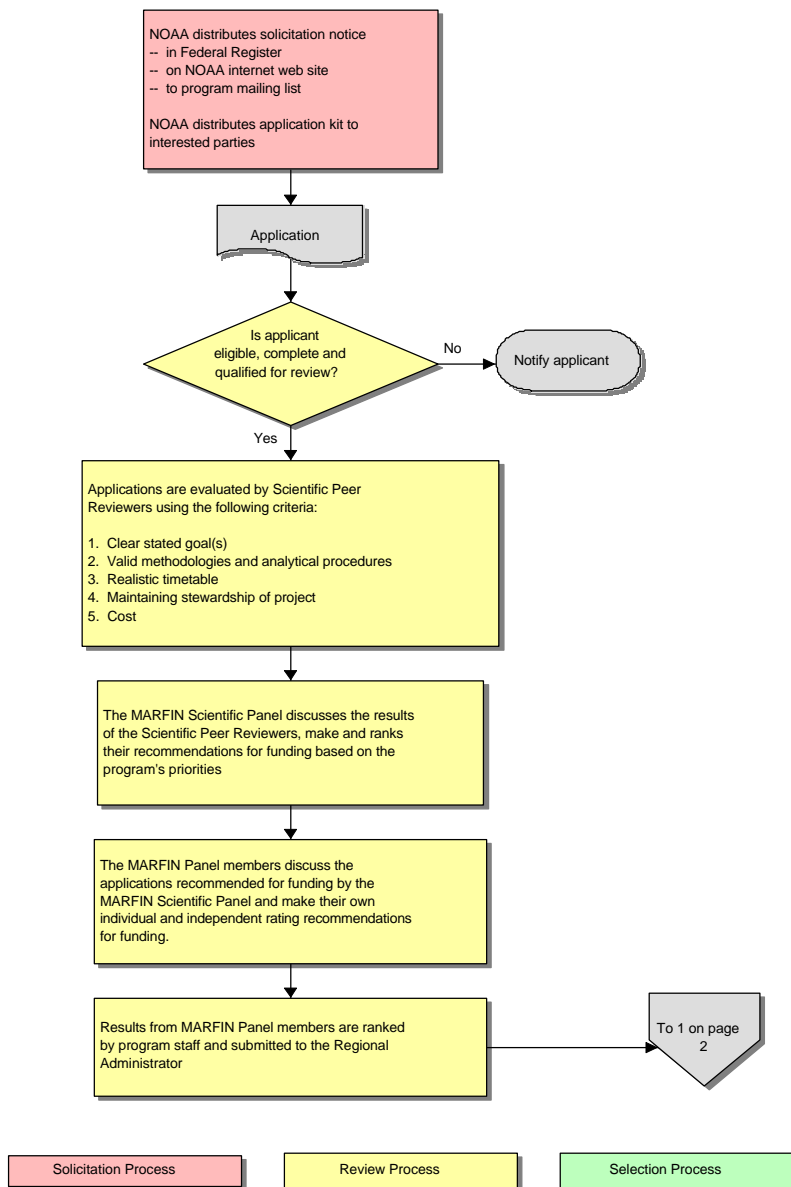 NOAA distributes solicitation notice
-- in Federal Register
-- on NOAA internet web site
-- to program mailing list
NOAA distributes application kit to
interested parties
Application
Is applicant
eligible, complete and
qualified for review?
No
Notify applicant
Yes
Applications are evaluated by Scientific Peer
Reviewers using the following criteria:
1. Clear stated goal(s)
2. Valid methodologies and analytical procedures
3. Realistic timetable
4. Maintaining stewardship of project
5. Cost
The MARFIN Scientific Panel discusses the results
of the Scientific Peer Reviewers, make and ranks
their recommendations for funding based on the
program's priorities
The MARFIN Panel members discuss the
applications recommended for funding by the
MARFIN Scientific Panel and make their own
individual and independent rating recommendations
for funding.
Results from MARFIN Panel members are ranked
by program staff and submitted to the Regional
Administrator
To 1 on page
2
Solicitation Process
Review Process
Selection Process